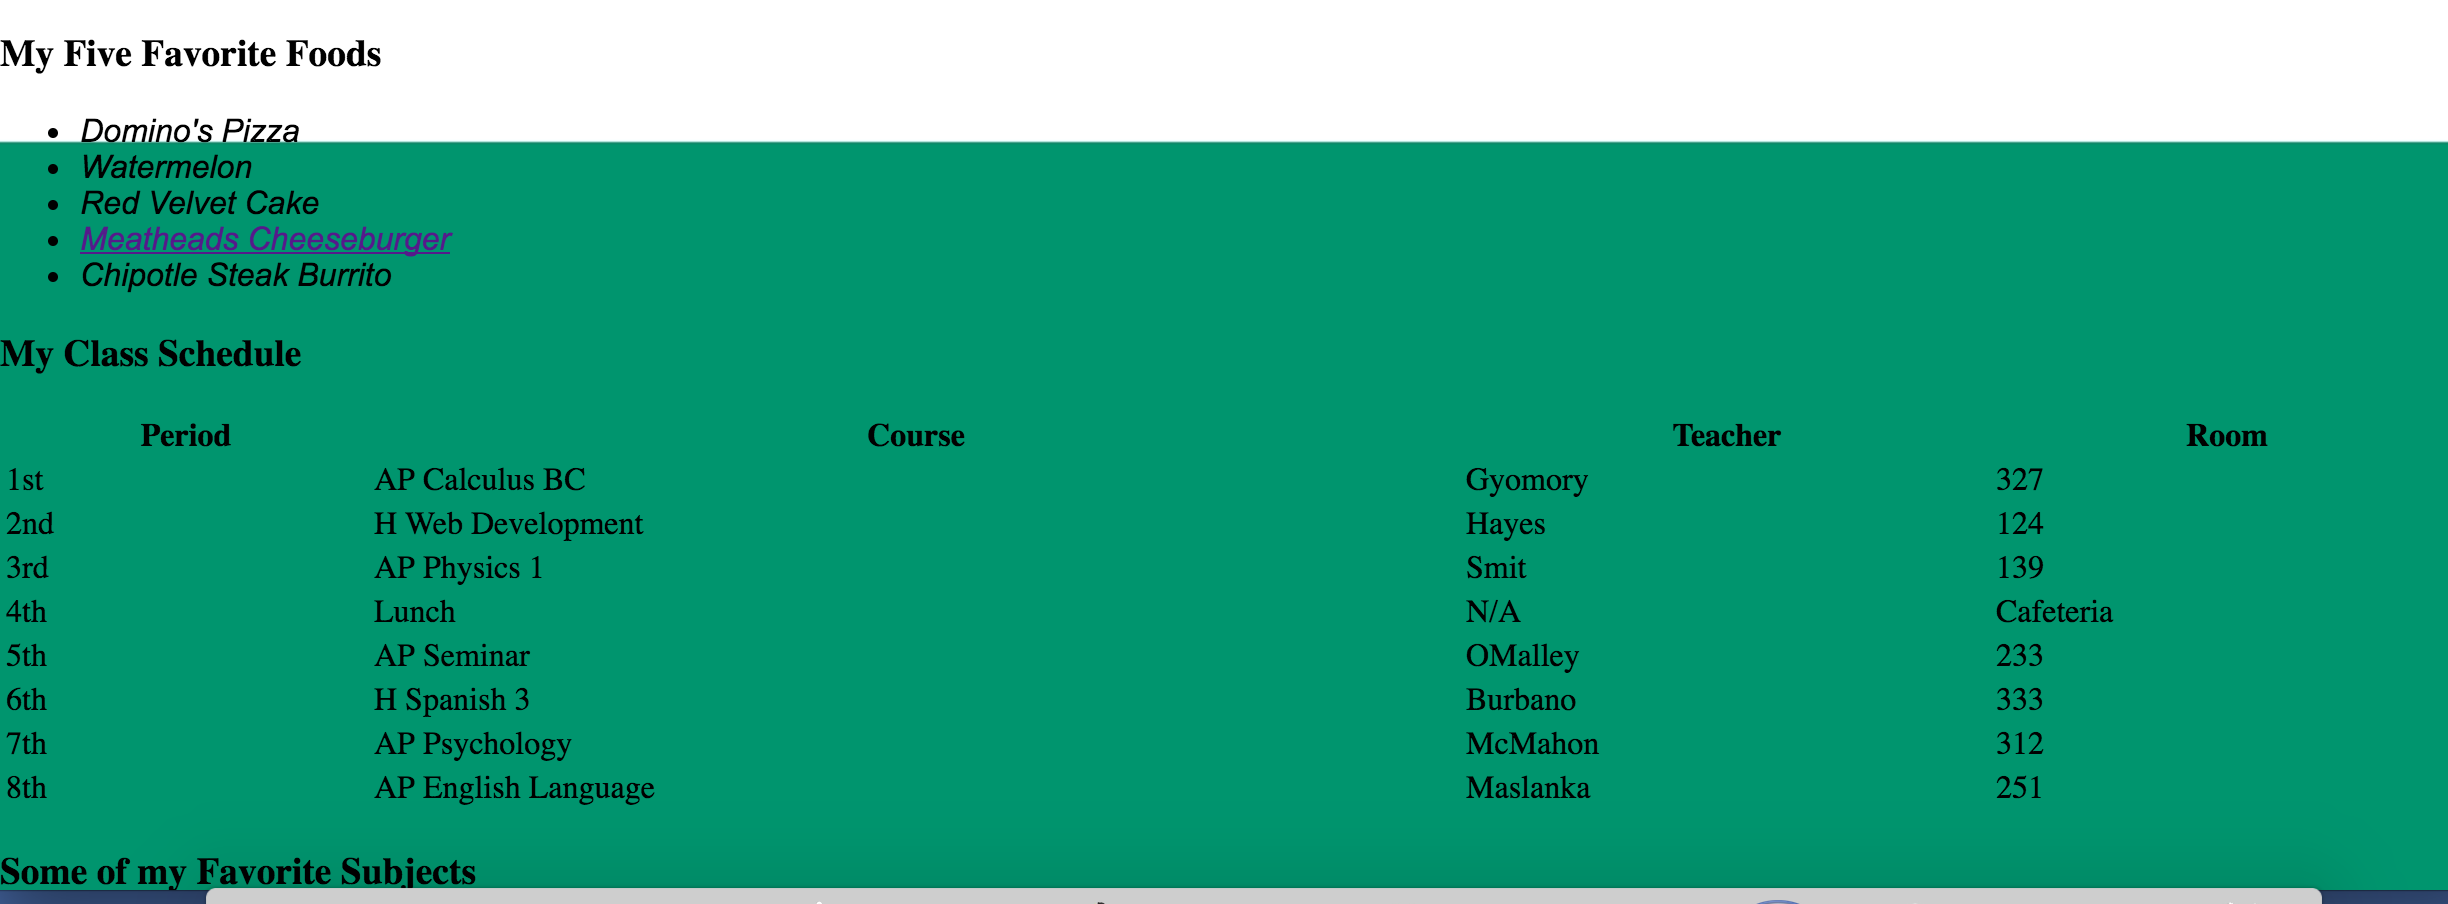 My Five Favorite Foods
Domino's Pizza
Watermelon
Red Velvet Cake
Meatheads Cheeseburger
Chipotle Steak Burrito
My Class Schedule
Period Course Teacher Room
1st AP Calculus BC Gyomory 327
2nd H Web Development Hayes 124
3rd AP Physics 1 Smit 139
4th Lunch N/A Cafeteria
5th AP Seminar OMalley 233
6th H Spanish 3 Burbano 333
7th AP Psychology McMahon 312
8th AP English Language Maslanka 251
Some of my Favorite Subjects